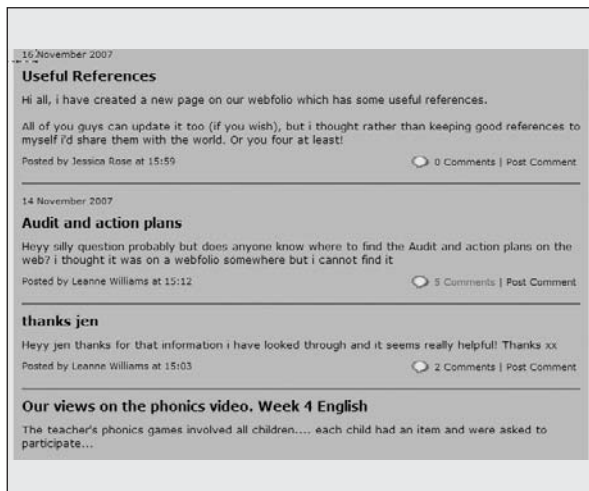 16 November 2007
Useful References
Hi all, i have created a new page on our webfolio which has some useful references.
All of you guys can update it too (if you wish), but i thought rather than keeping good references to
myself i'd share them with the world. Or you four at least!
Posted by Jessica Rose at 15:59 0 Comments | Post Comment
14 November 2007
Audit and action plans
Heyy silly question probably but does anyone know where to find the Audit and action plans on the
web? i thought it was on a webfolio somewhere but i cannot find it
Posted by Leanne Williams at 15:12 5 Comments | Post Comment
thanks jen
Heyy jen thanks for that information i have looked through and it seems really helpful! Thanks xx
Posted by Leanne Williams at 15:03 2 Comments | Post Comment
Our views on the phonics video. Week 4 English
The teacher's phonics games involved all children.... each child had an item and were asked to
participate...